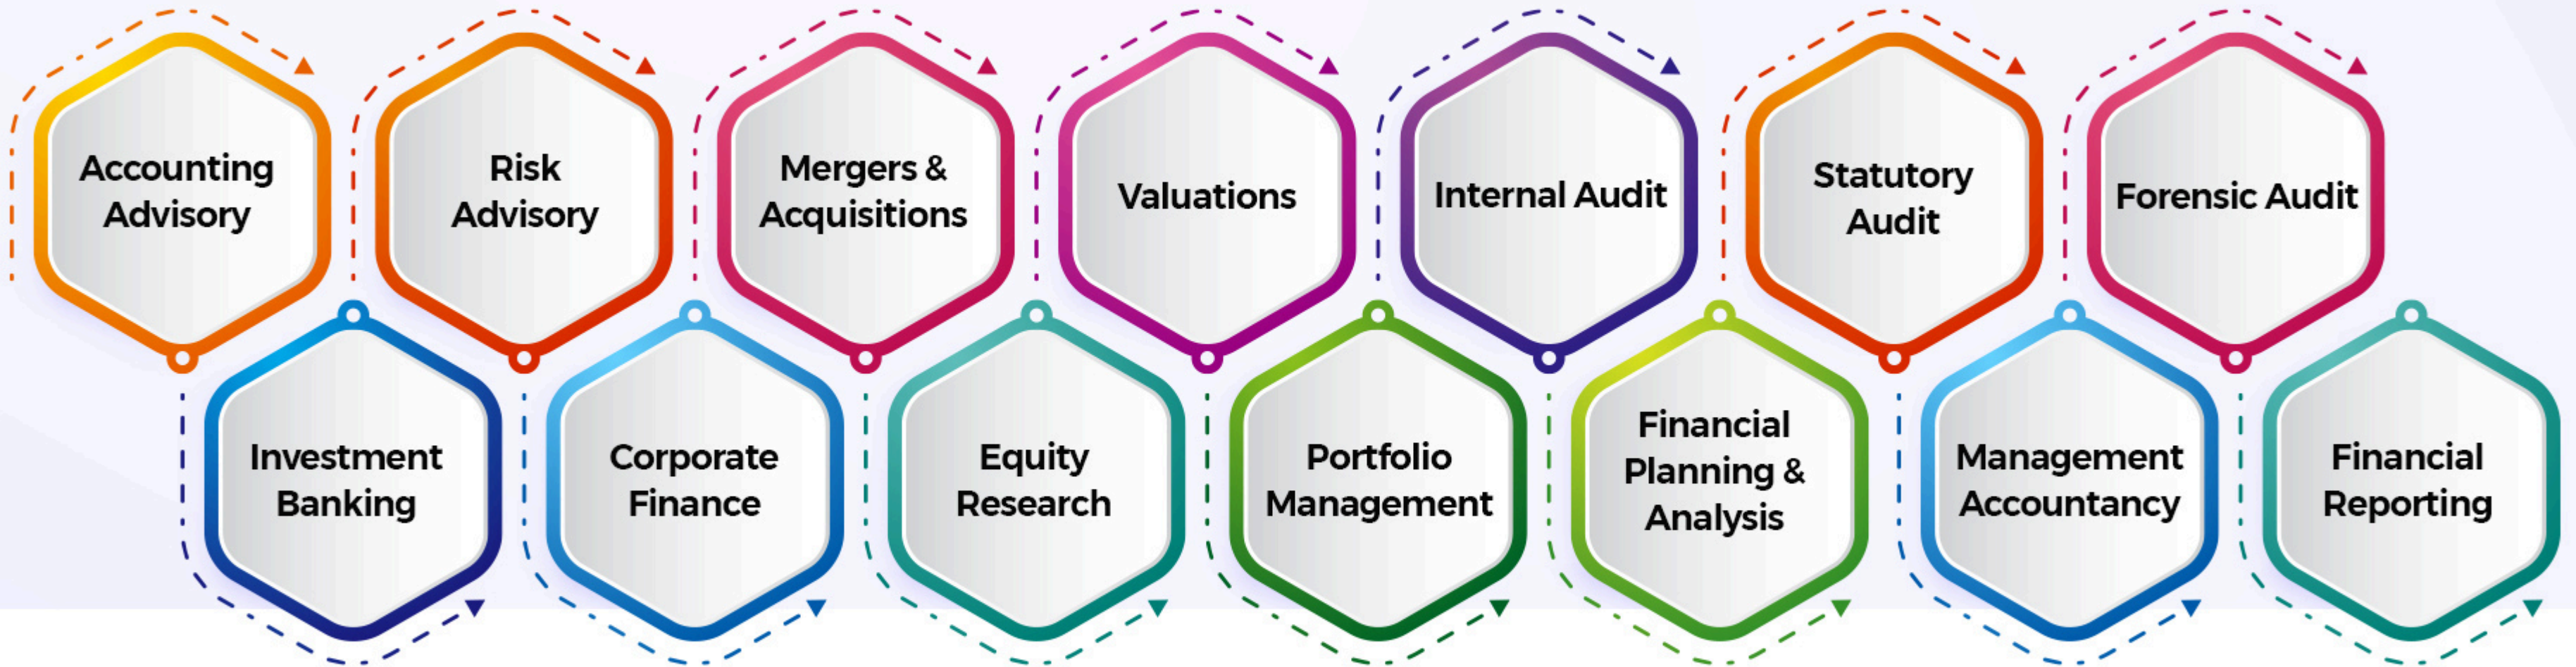 Accounting
Advisory
Risk
Advisory
Mergers &
Acquisitions
Valuations
Internal Audit
Statutory
Audit
Forensic Audit
Investment
Banking
Corporate
Finance
Equity
Research
Portfolio
Management
Financial
Planning &
Analysis
Management
Accountancy
Financial
Reporting